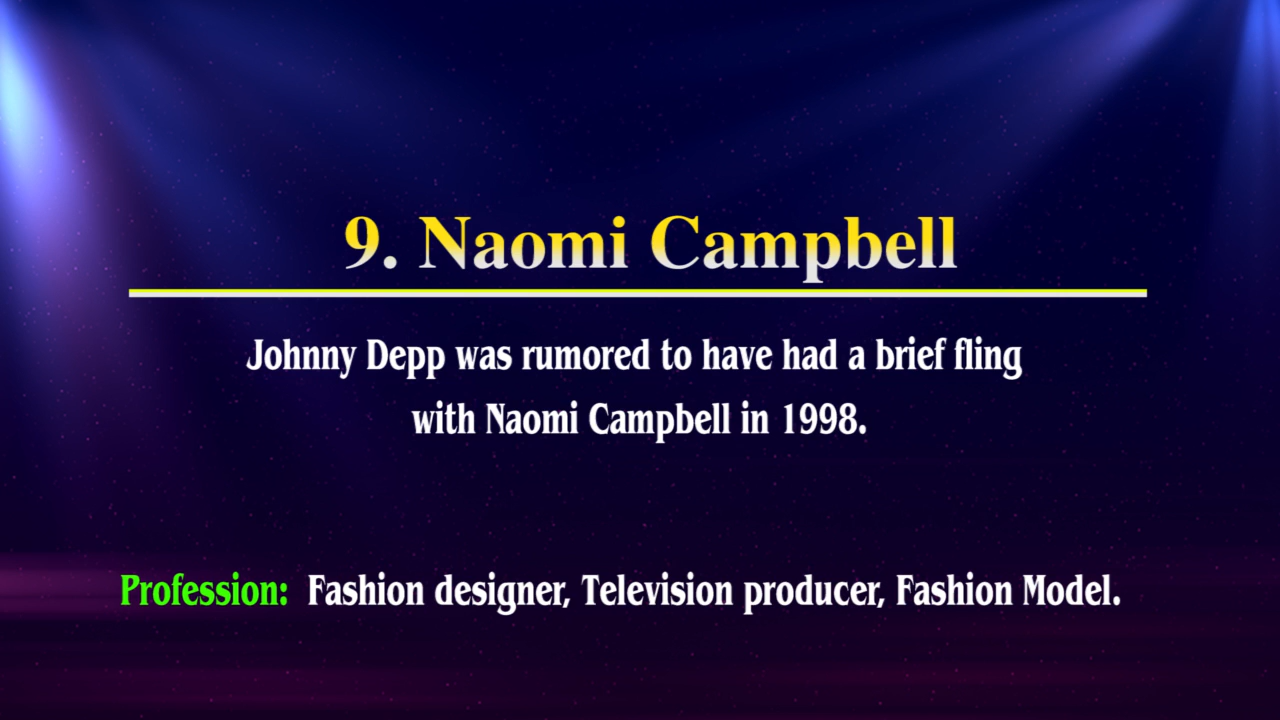 9. Naomi Campbell
Johnny Depp was rumored to have had a brief fling
with Naomi Campbell in 1998.
Profession: Fashion designer, Television producer, Fashion Model.